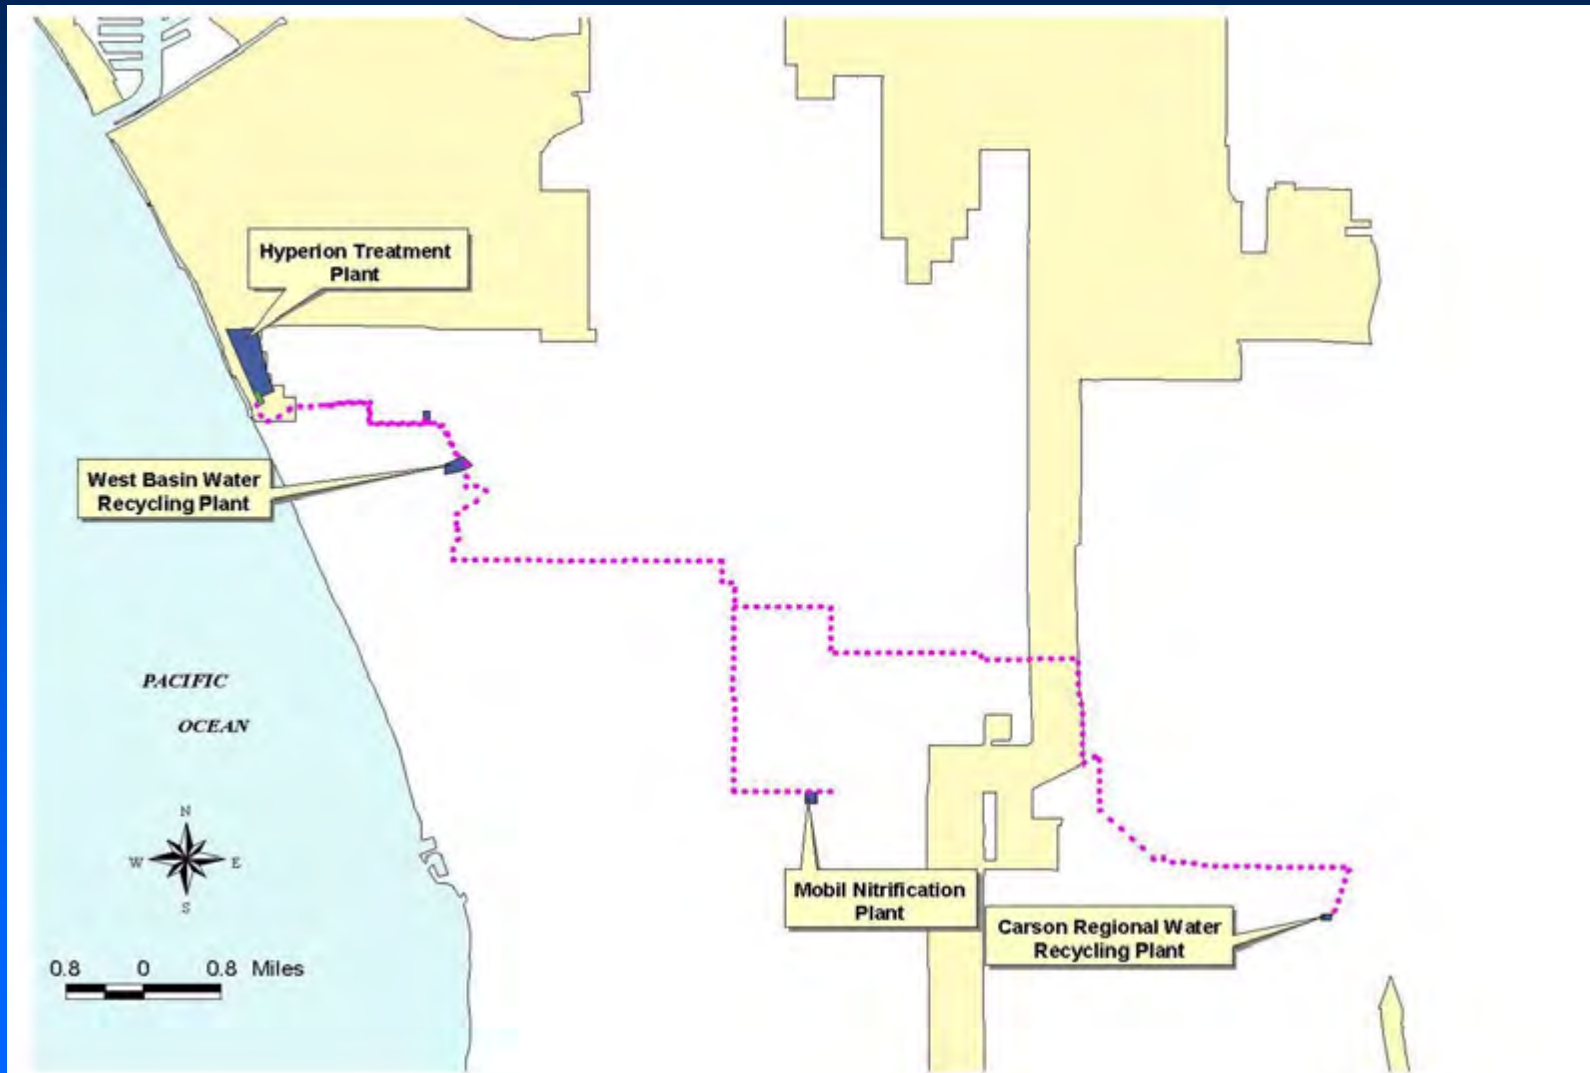 Hyperion Treatment
Plant
West Basin Water
Recycling Plant
PACIFIC
OCEAN
N
W E
S
Mobil Nitrification
Plant
Carson Regional Water
Recycling Plant
0.8 0 0.8 Miles